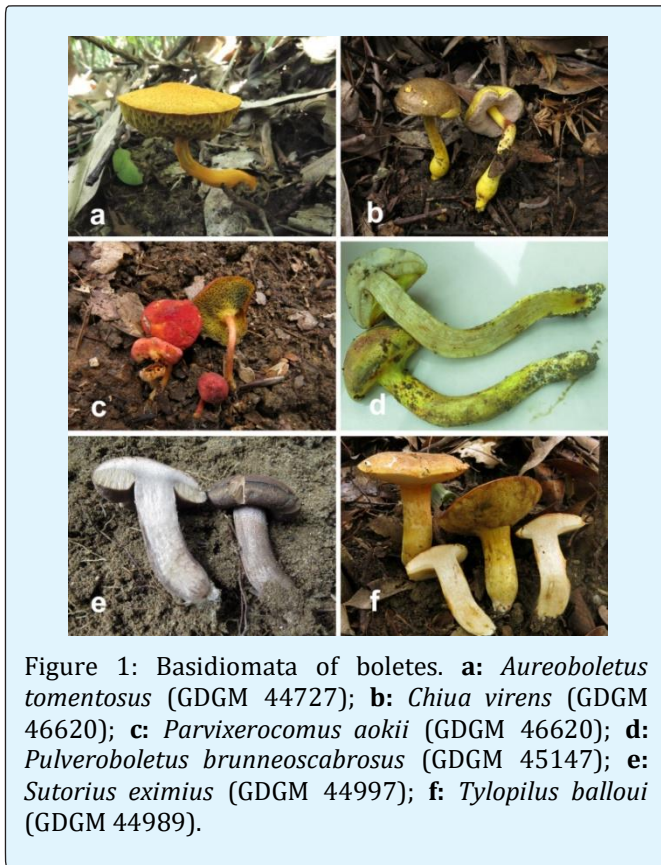 a
b
c
d
e
f
Figure 1: Basidiomata of boletes. a: Aureoboletus
tomentosus (GDGM 44727); b: Chiua virens (GDGM
46620); c: Parvixerocomus aokii (GDGM 46620); d:
Pulveroboletus brunneoscabrosus (GDGM 45147); e:
Sutorius eximius (GDGM 44997); f: Tylopilus balloui
(GDGM 44989).